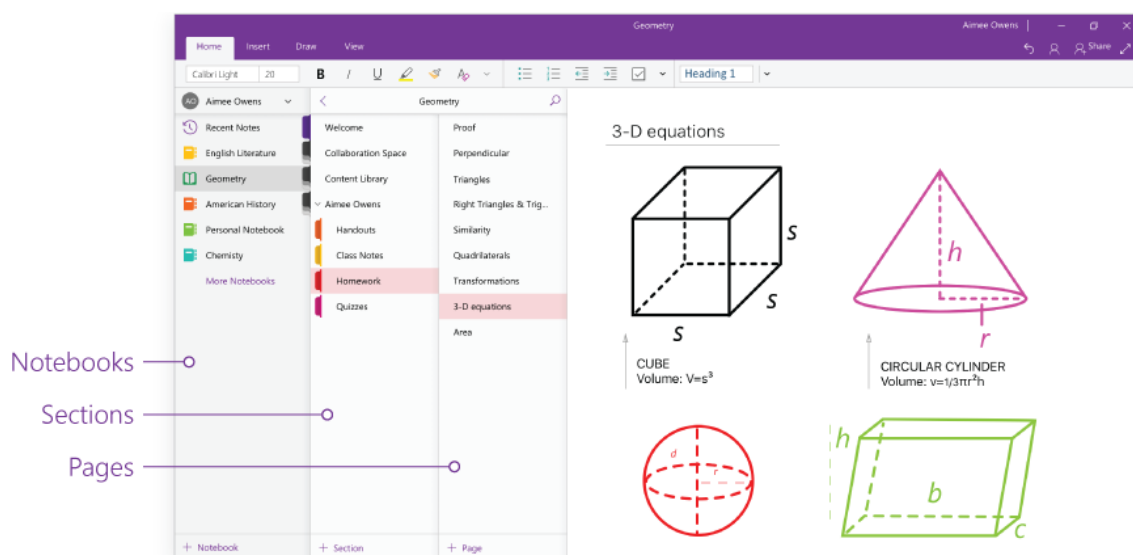 Geometry
Aimee Owens
Home Insert Draw View
Share
Calibri Light 20 B I U A Heading 1
AO Aimee Owens
Recent Notes
English Literature
Geometry
American History
Personal Notebook
Chemisty
More Notebooks
+ Notebook
Geometry
Welcome
Collaboration Space
Content Library
Aimee Owens
Handouts
Class Notes
Homework
Quizzes
+ Section
Proof
Perpendicular
Triangles
Right Triangles & Trig...
Similarity
Quadrilaterals
Transformations
3-D equations
Area
+ Page
Notebooks
Sections
Pages
3-D equations
s
s
s
CUBE
Volume: V=s³
h
r
CIRCULAR CYLINDER
Volume: v=1/3πr²h
d
r
h
b
c